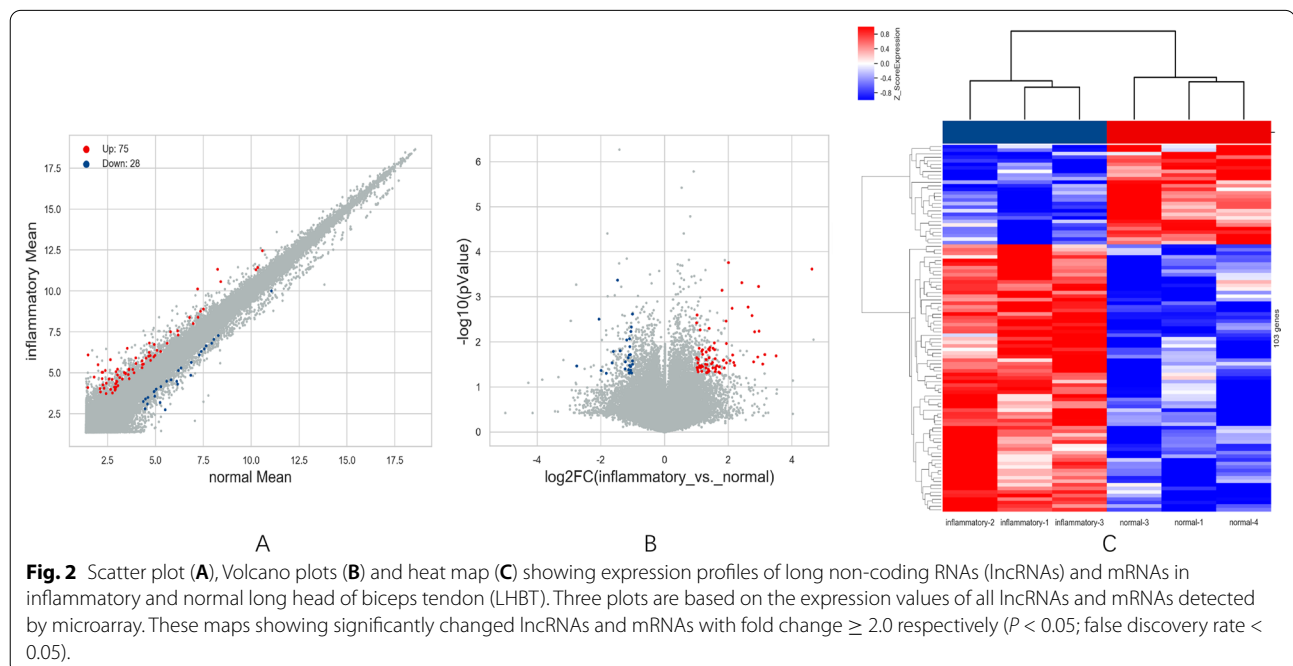 0.8
0.4
0.0
-0.4
-0.8
Z_ScoreExpression
Up: 75
Down: 28
17.5
15.0
12.5
10.0
7.5
5.0
2.5
inflammatory Mean
2.5 5.0 7.5 10.0 12.5 15.0 17.5
normal Mean
A
6
5
4
3
2
1
0
-log10(pValue)
-4 -2 0 2 4
log2FC(inflammatory_vs._normal)
B
103 genes
inflammatory-2 inflammatory-1 inflammatory-3 normal-3 normal-1 normal-4
C
Fig. 2 Scatter plot (A), Volcano plots (B) and heat map (C) showing expression profiles of long non-coding RNAs (lncRNAs) and mRNAs in
inflammatory and normal long head of biceps tendon (LHBT). Three plots are based on the expression values of all lncRNAs and mRNAs detected
by microarray. These maps showing significantly changed lncRNAs and mRNAs with fold change ≥ 2.0 respectively (P < 0.05; false discovery rate <
0.05).